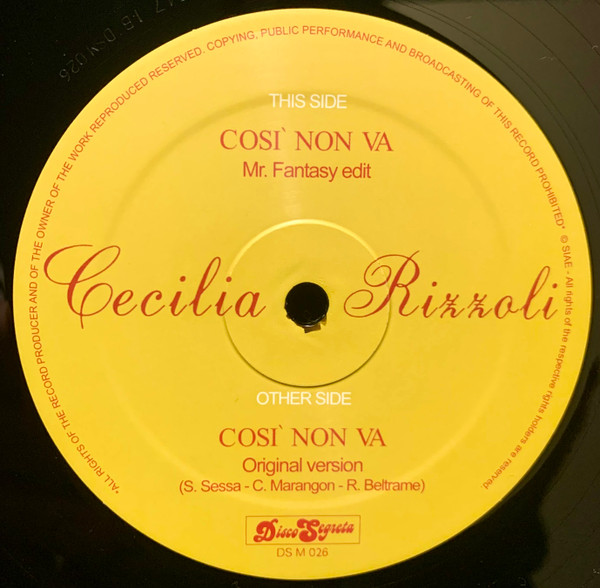 *ALL RIGHTS OF THE RECORD PRODUCER AND OF THE OWNER OF THE WORK REPRODUCED RESERVED. COPYING, PUBLIC PERFORMANCE AND BROADCASTING OF THIS RECORD PROHIBITED*
© SIAE - All rights of the respective rights holders are reserved
THIS SIDE
COSI` NON VA
Mr. Fantasy edit
Cecilia Rizzoli
OTHER SIDE
COSI` NON VA
Original version
(S. Sessa - C. Marangon - R. Beltrame)
Disco Segreta
DS M 026